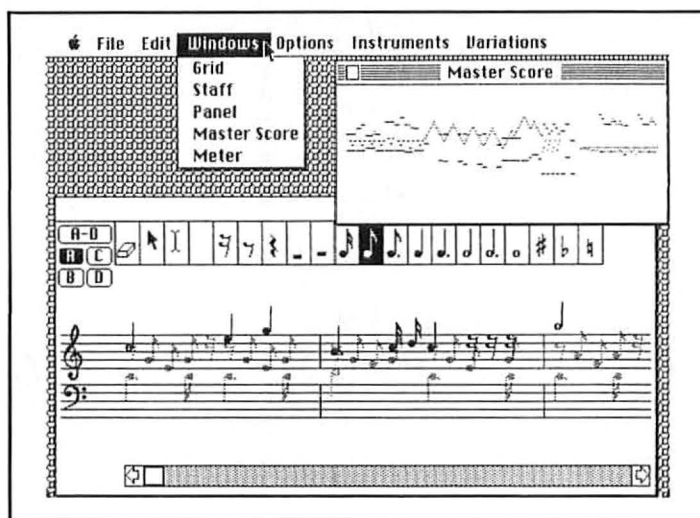 File Edit Windows Options Instruments Variations
Grid
Staff
Panel
Master Score
Meter
Master Score
A-D
A C
B D